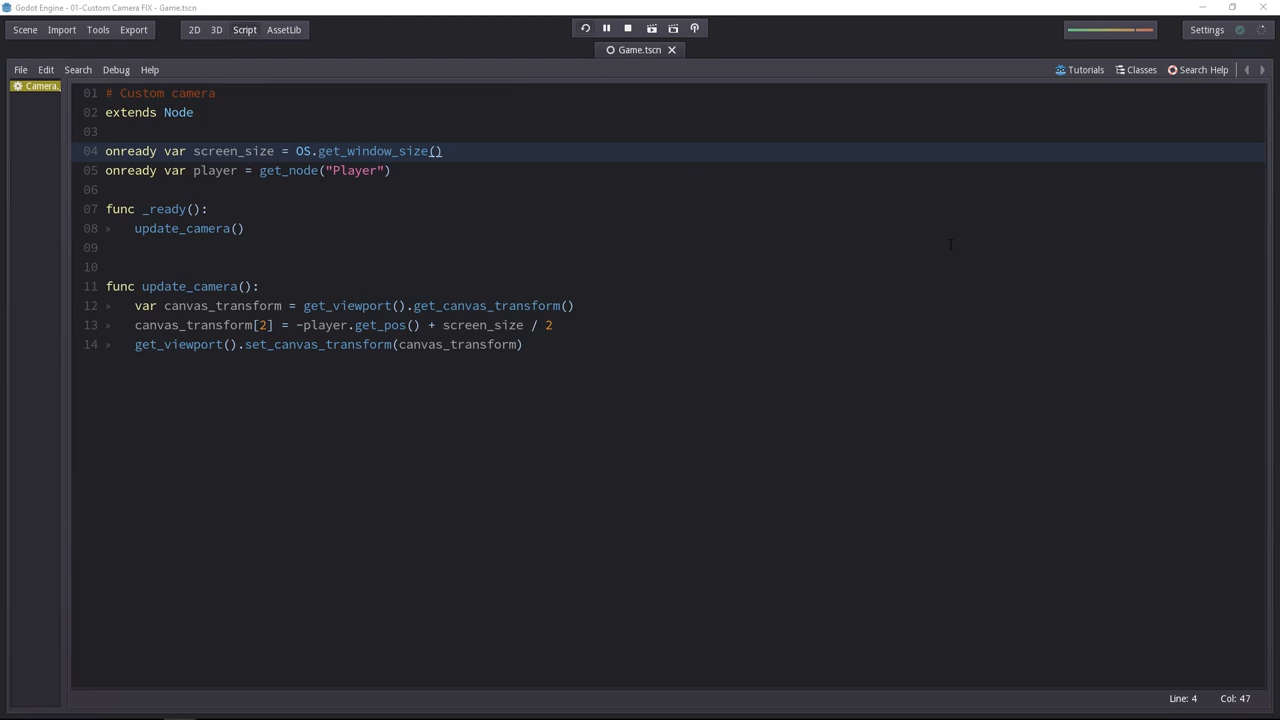 Godot Engine - 01-Custom Camera FIX - Game.tscn
Scene Import Tools Export 2D 3D Script AssetLib Settings
Game.tscn
File Edit Search Debug Help Tutorials Classes Search Help
Camera.
01 # Custom camera
02 extends Node
03
04 onready var screen_size = OS.get_window_size()
05 onready var player = get_node("Player")
06
07 func _ready():
08 » update_camera()
09
10
11 func update_camera():
12 » var canvas_transform = get_viewport().get_canvas_transform()
13 » canvas_transform[2] = -player.get_pos() + screen_size / 2
14 » get_viewport().set_canvas_transform(canvas_transform)
Line: 4 Col: 47